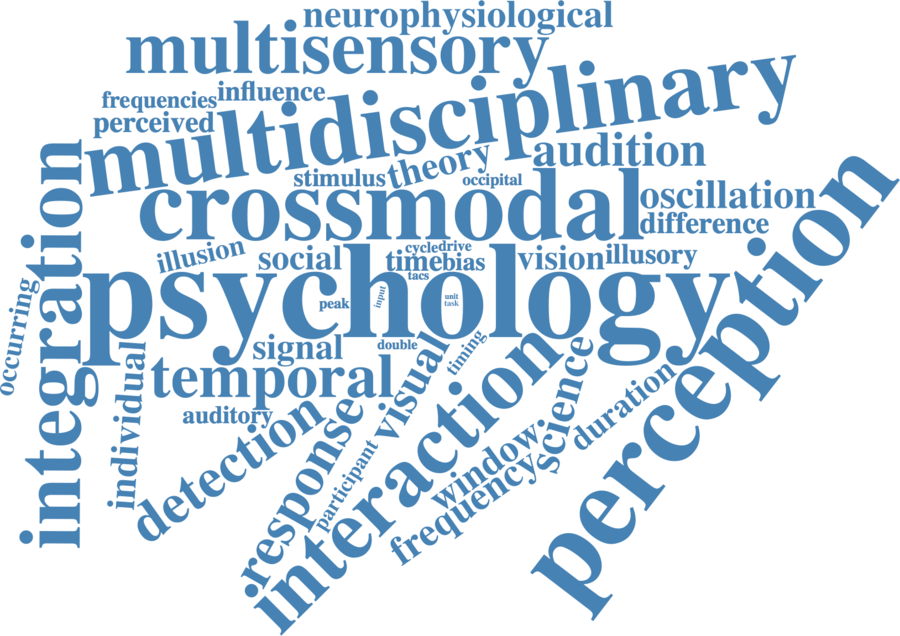 neurophysiological
multisensory
frequencies
influence
multidisciplinary
perceived
audition
theory
stimulus
occipital
crossmodal
oscillation
difference
integration
illusion
social
cycle
drive
time
bias
vision
illusory
tacs
psychology
perception
occurring
peak
input
unit
task
signal
double
timing
visual
individual
temporal
auditory
detection
response
participant
interaction
window
frequency
science
duration